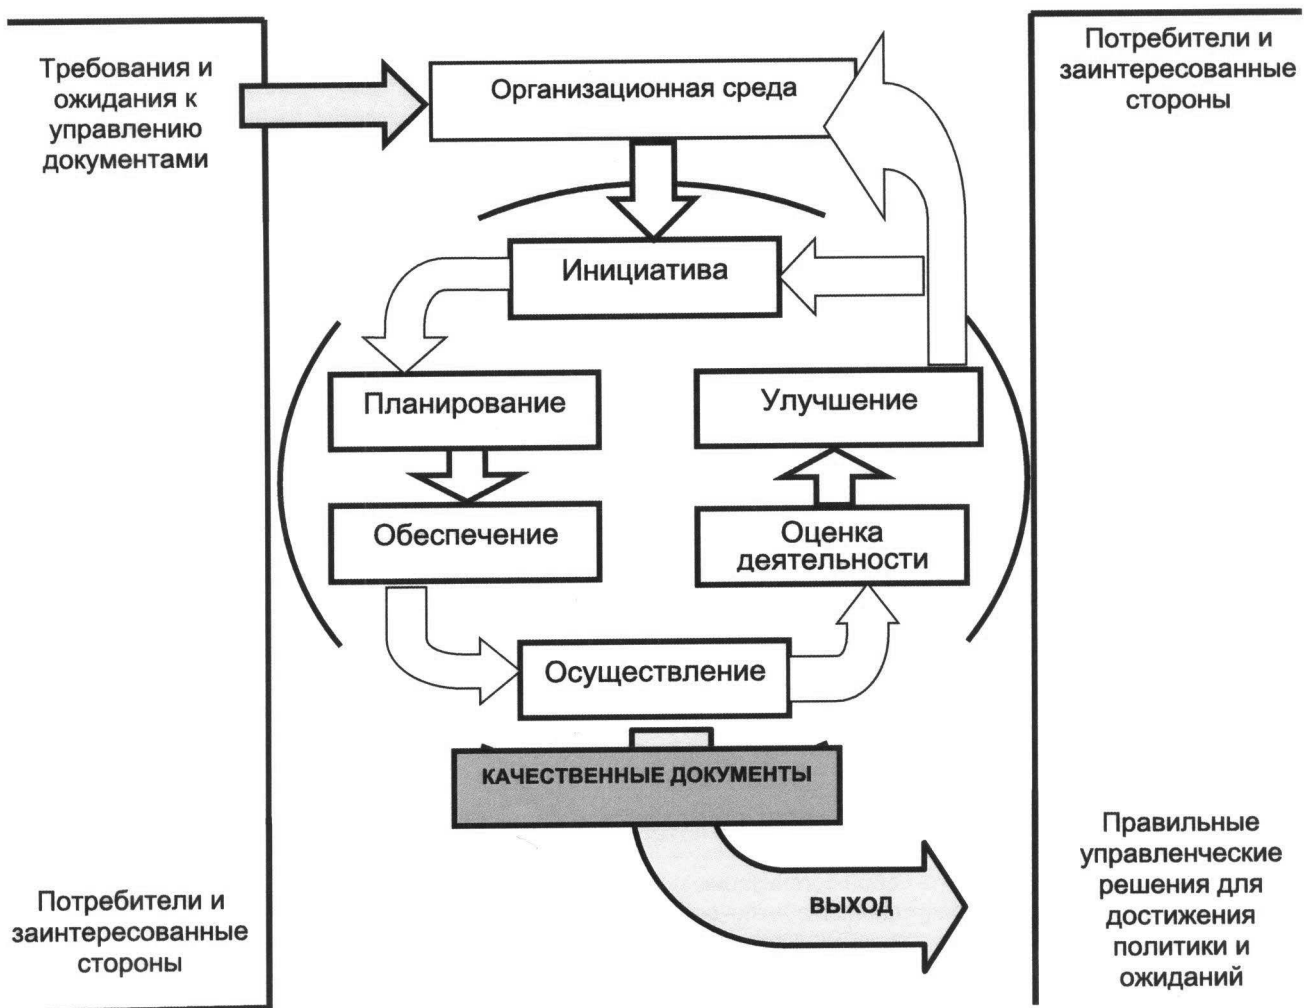 Требования и
ожидания к
управлению
документами
Организационная среда
Потребители и
заинтересованные
стороны
Инициатива
Планирование
Улучшение
Обеспечение
Оценка
деятельности
Осуществление
КАЧЕСТВЕННЫЕ ДОКУМЕНТЫ
ВЫХОД
Потребители и
заинтересованные
стороны
Правильные
управленческие
решения для
достижения
политики и
ожиданий